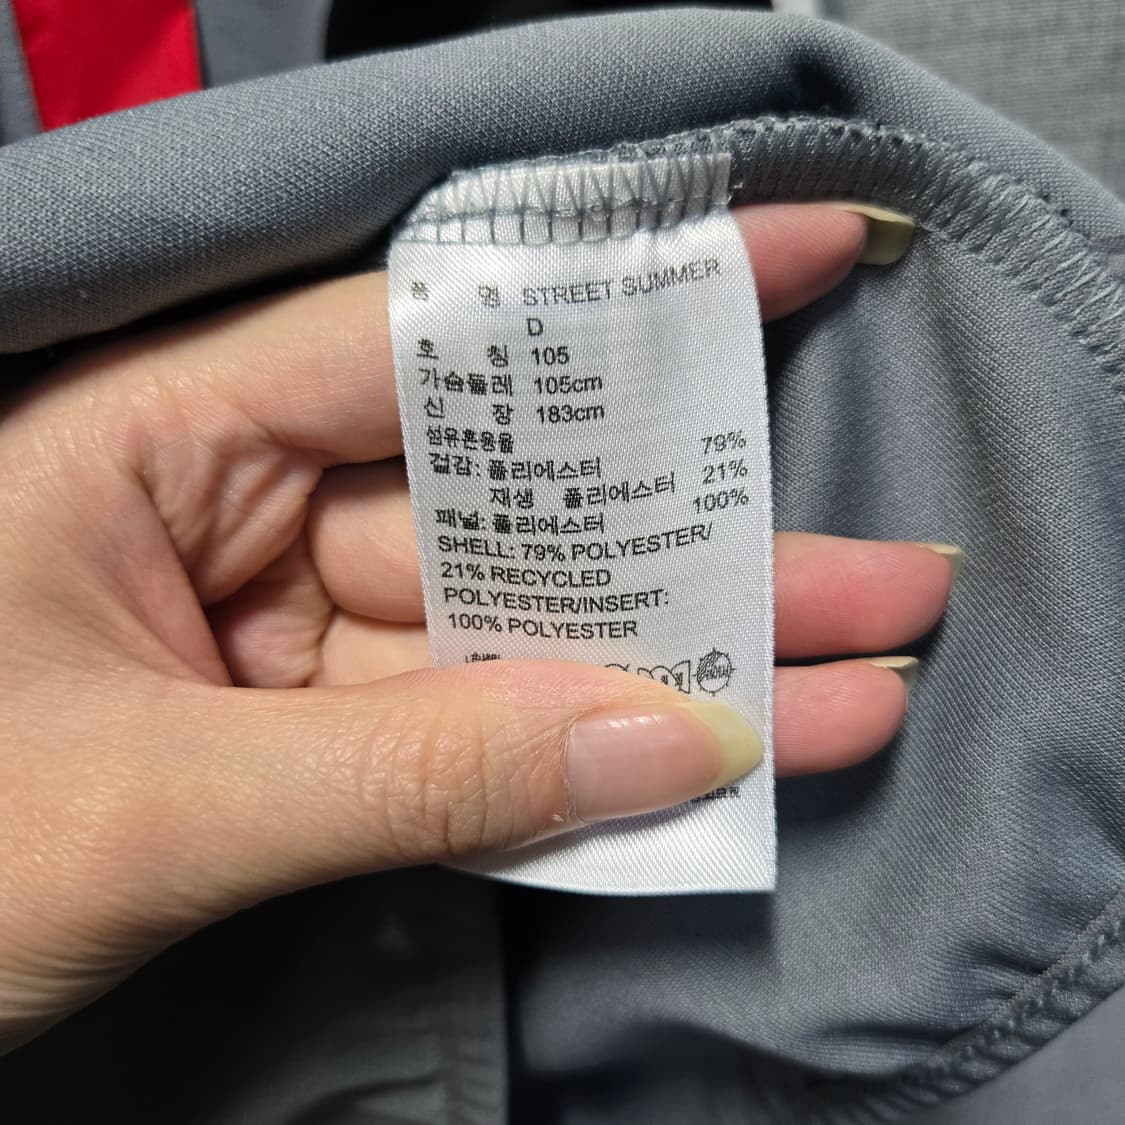 품 명 STREET SUMMER
D
호 칭 105
가슴둘레 105cm
신 장 183cm
섬유혼용율
겉감: 폴리에스터 79%
재생 폴리에스터 21%
패널: 폴리에스터 100%
SHELL: 79% POLYESTER/
21% RECYCLED
POLYESTER/INSERT:
100% POLYESTER